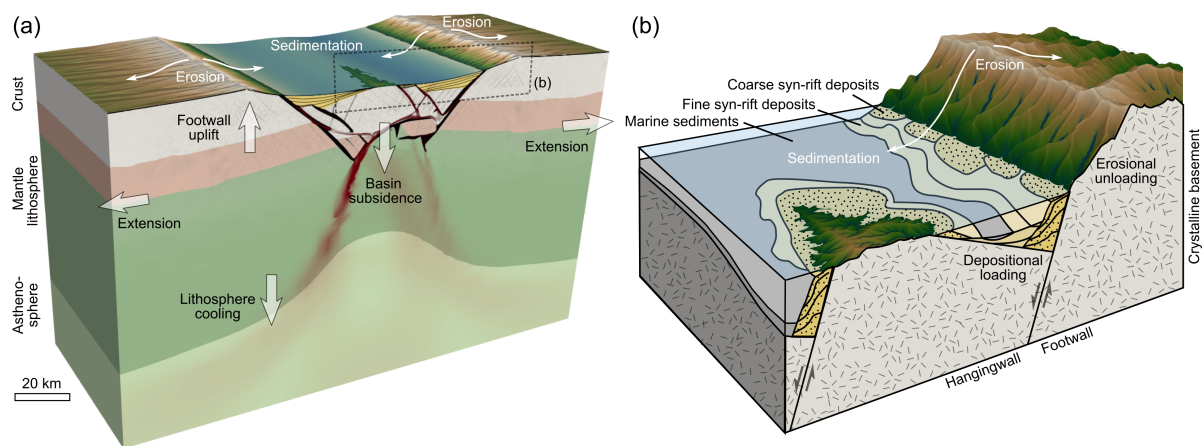 (a)
Erosion
Sedimentation
Erosion
(b)
Crust
Footwall
uplift
Extension
Mantle
lithosphere
Basin
subsidence
Extension
Astheno-
sphere
Lithosphere
cooling
20 km
(b)
Erosion
Coarse syn-rift deposits
Fine syn-rift deposits
Marine sediments
Sedimentation
Erosional
unloading
Crystalline basement
Depositional
loading
Hangingwall
Footwall